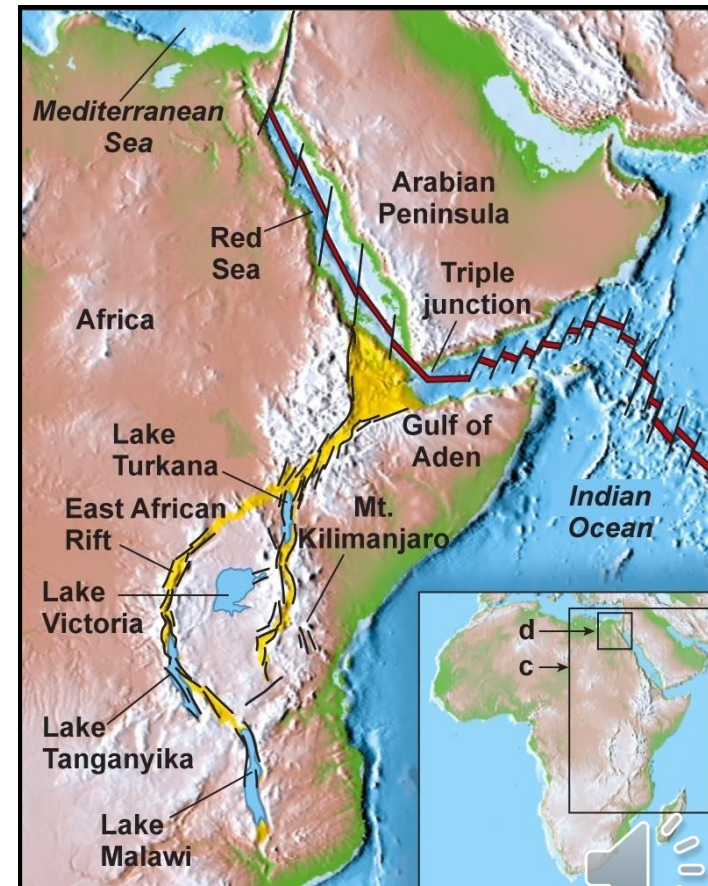 Mediterranean
Sea
Arabian
Peninsula
Red
Sea
Triple
junction
Africa
Gulf of
Aden
Lake
Turkana
East African
Rift
Mt.
Kilimanjaro
Indian
Ocean
Lake
Victoria
d
c
Lake
Tanganyika
Lake
Malawi